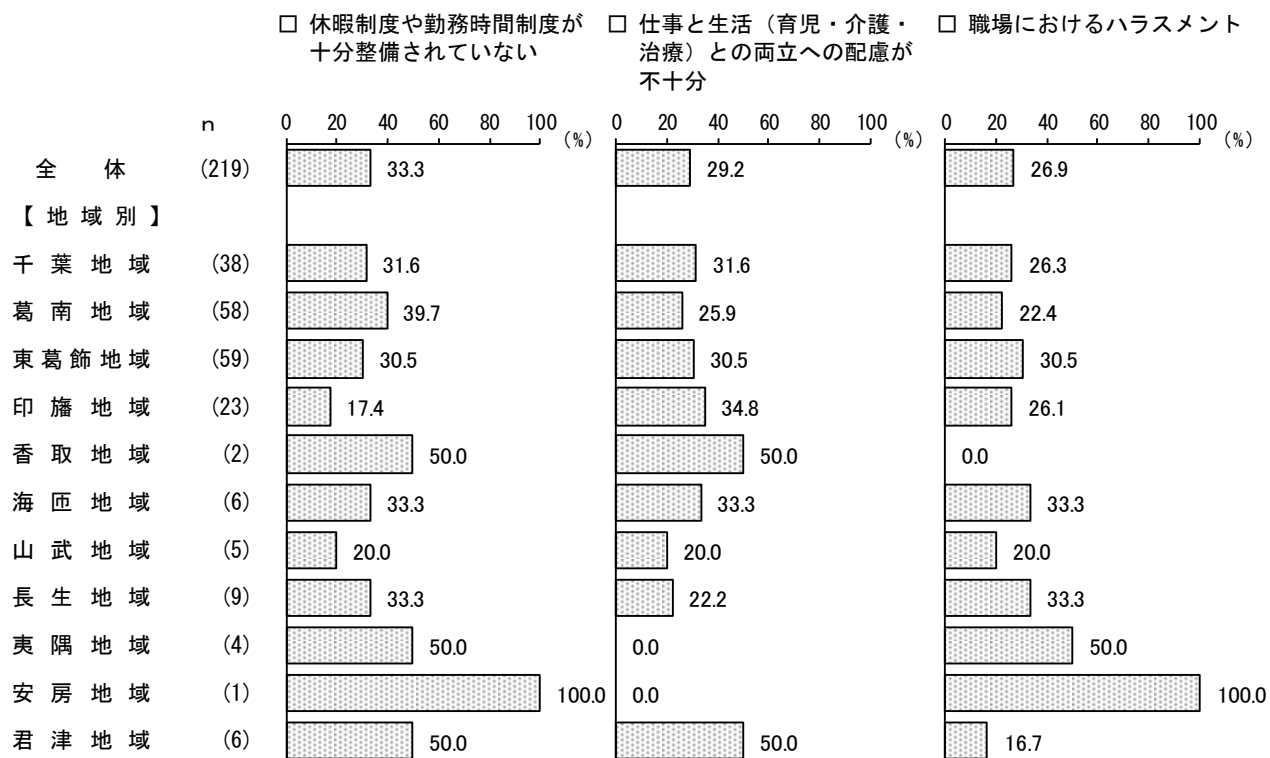 □ 休暇制度や勤務時間制度が
十分整備されていない
□ 仕事と生活（育児・介護・
治療）との両立への配慮が
不十分
□ 職場におけるハラスメント
n
0 20 40 60 80 100 (%)
0 20 40 60 80 100 (%)
0 20 40 60 80 100 (%)
全体 (219) 33.3 29.2 26.9
【地域別】
千葉地域 (38) 31.6 31.6 26.3
葛南地域 (58) 39.7 25.9 22.4
東葛飾地域 (59) 30.5 30.5 30.5
印旛地域 (23) 17.4 34.8 26.1
香取地域 (2) 50.0 50.0 0.0
海匝地域 (6) 33.3 33.3 33.3
山武地域 (5) 20.0 20.0 20.0
長生地域 (9) 33.3 22.2 33.3
夷隅地域 (4) 50.0 0.0 50.0
安房地域 (1) 100.0 0.0 100.0
君津地域 (6) 50.0 50.0 16.7